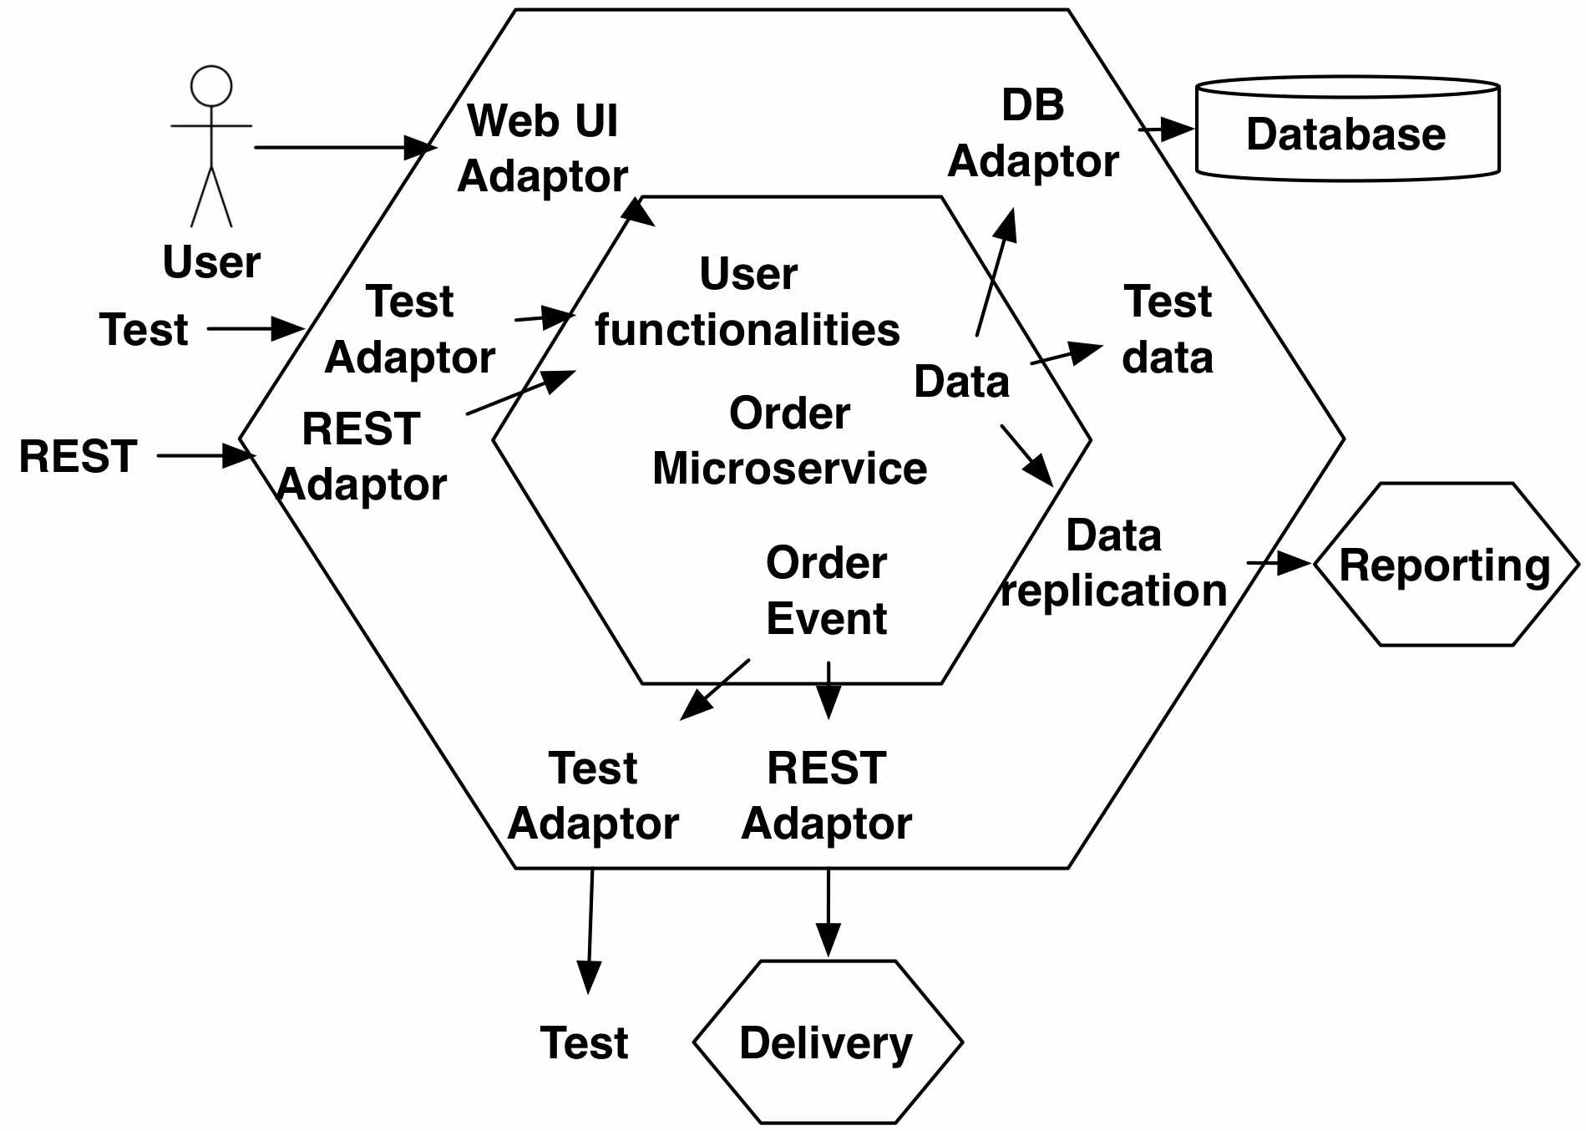 Web UI
Adaptor
DB
Adaptor
Database
User
Test
Test
Adaptor
User
functionalities
Test
data
Data
REST
REST
Adaptor
Order
Microservice
Data
replication
Reporting
Order
Event
Test
Adaptor
REST
Adaptor
Test
Delivery